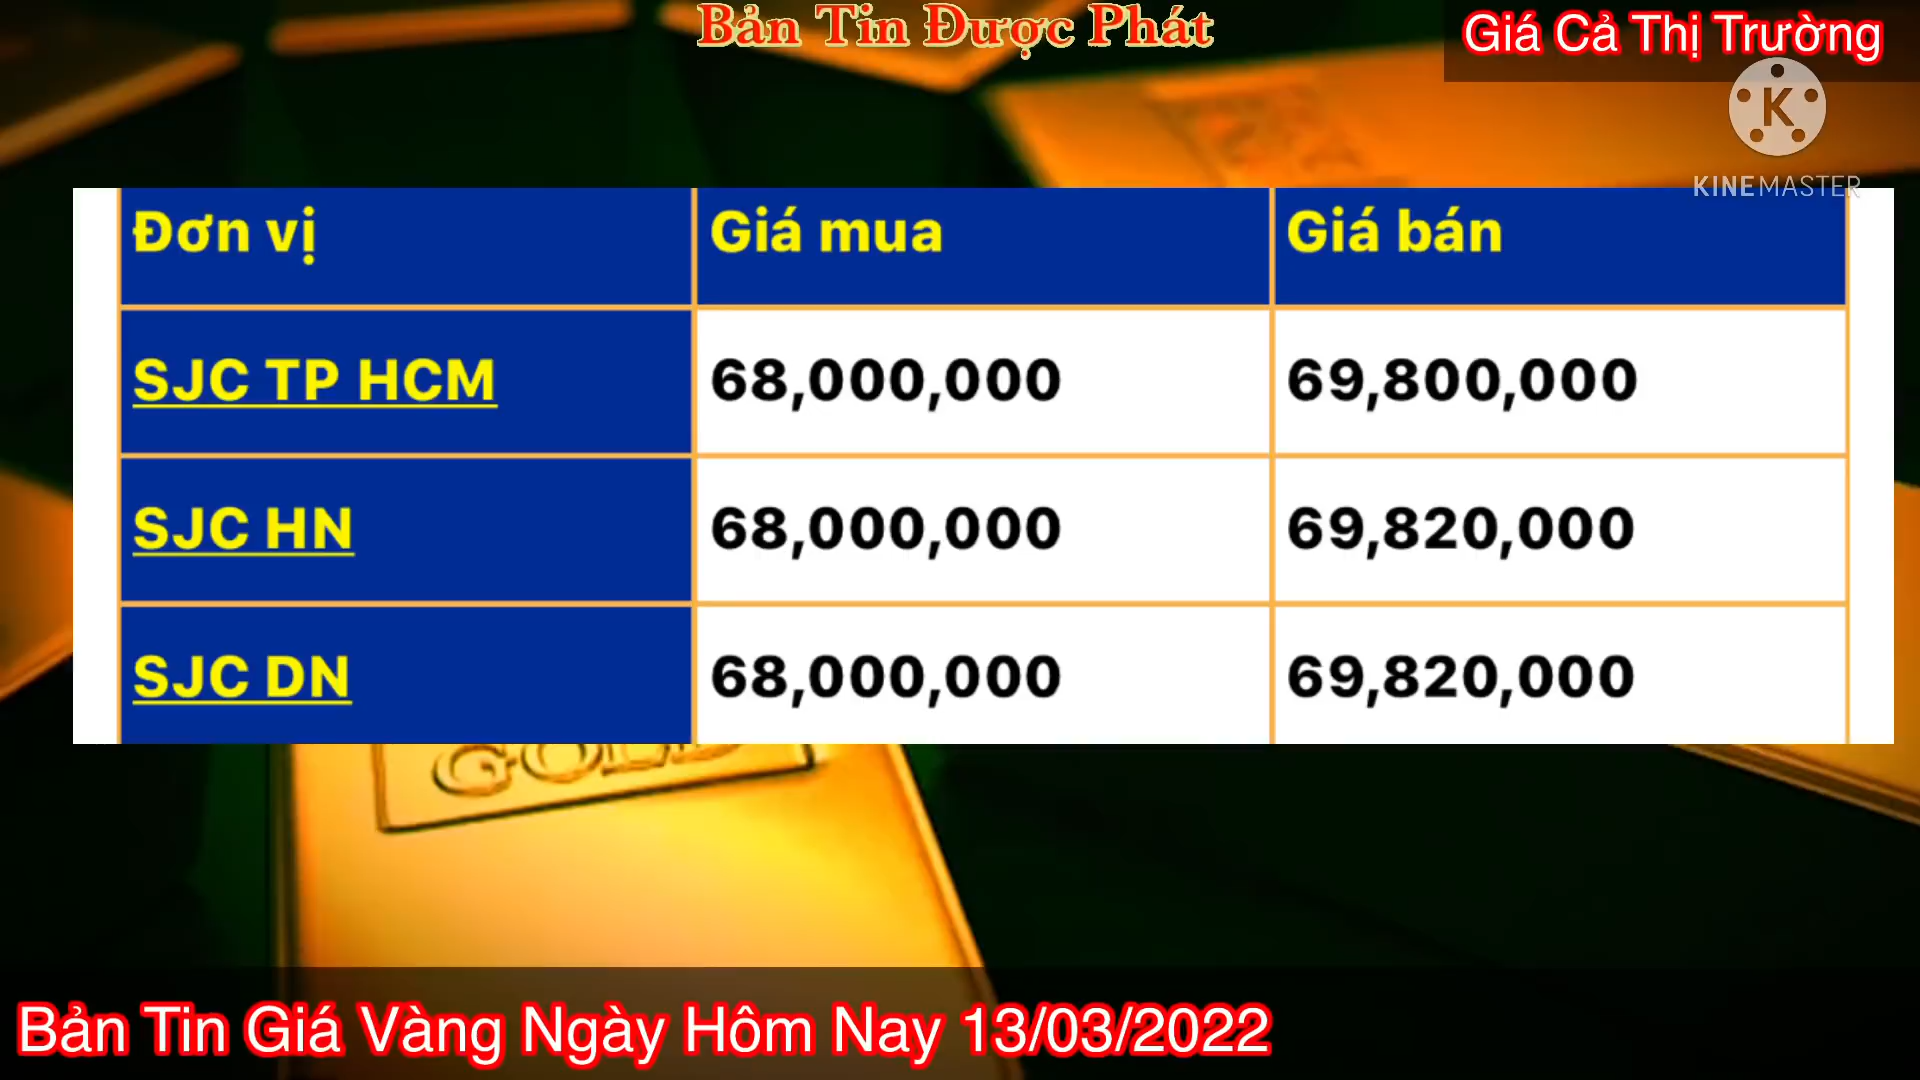 Bản Tin Được Phát
Giá Cả Thị Trường
K
KINEMASTER
Đơn vị Giá mua Giá bán
SJC TP HCM 68,000,000 69,800,000
SJC HN 68,000,000 69,820,000
SJC DN 68,000,000 69,820,000
GOLD
Bản Tin Giá Vàng Ngày Hôm Nay 13/03/2022